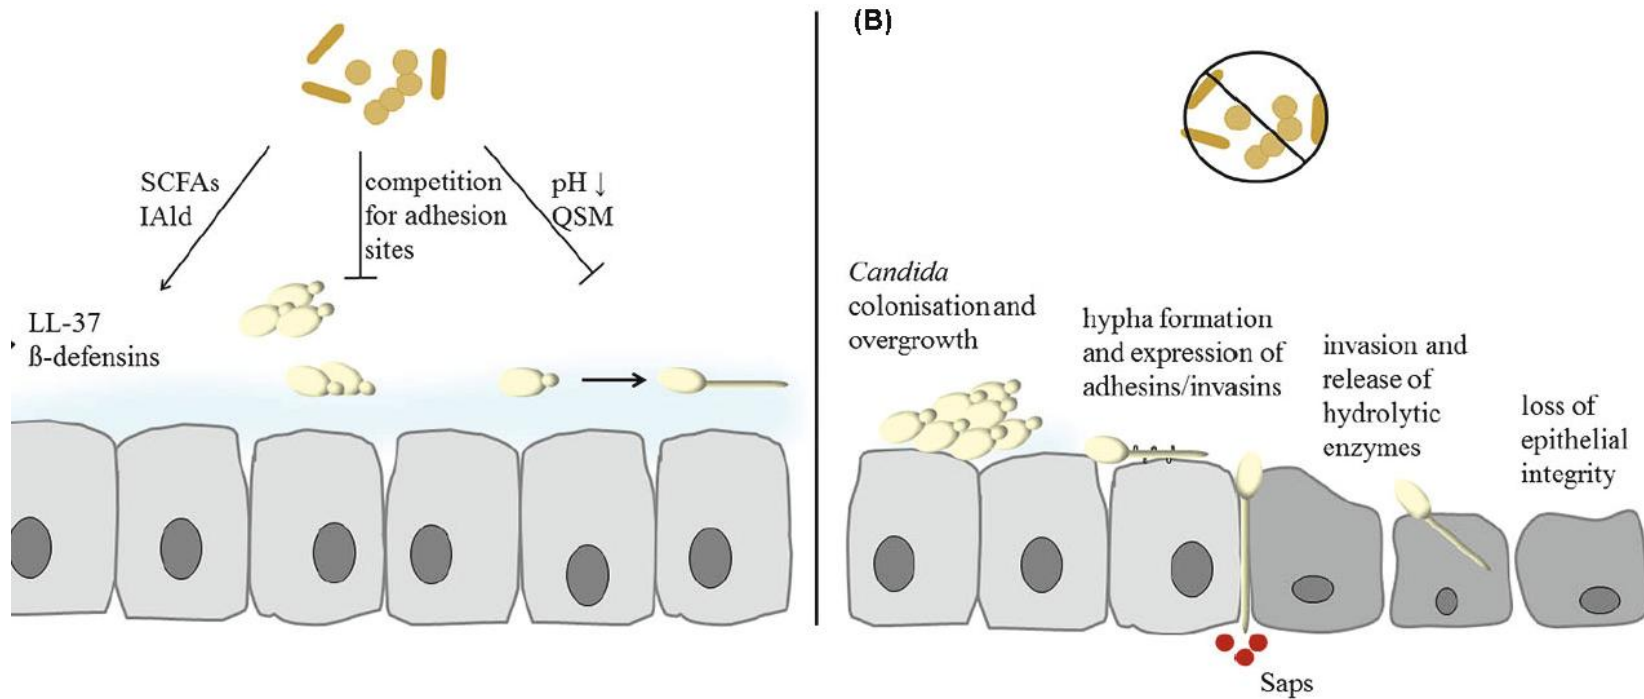 SCFAs
IAld
competition
for adhesion
sites
pH ↓
QSM
LL-37
ß-defensins
(B)
Candida
colonisation and
overgrowth
hypha formation
and expression of
adhesins/invasins
invasion and
release of
hydrolytic
enzymes
loss of
epithelial
integrity
Saps